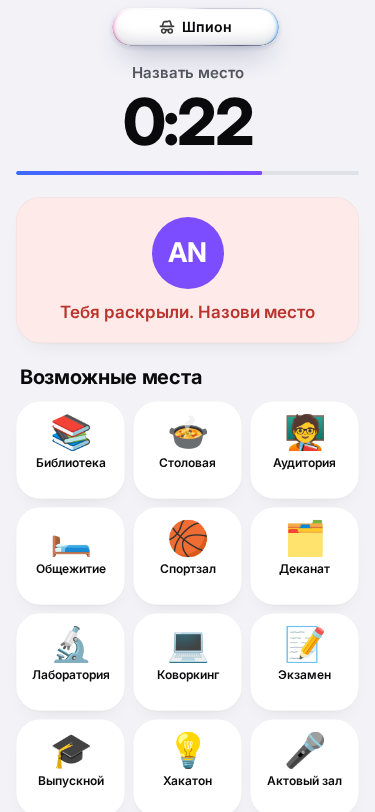 Шпион
Назвать место
0:22
AN
Тебя раскрыли. Назови место
Возможные места
Библиотека
Столовая
Аудитория
Общежитие
Спортзал
Деканат
Лаборатория
Коворкинг
Экзамен
Выпускной
Хакатон
Актовый зал